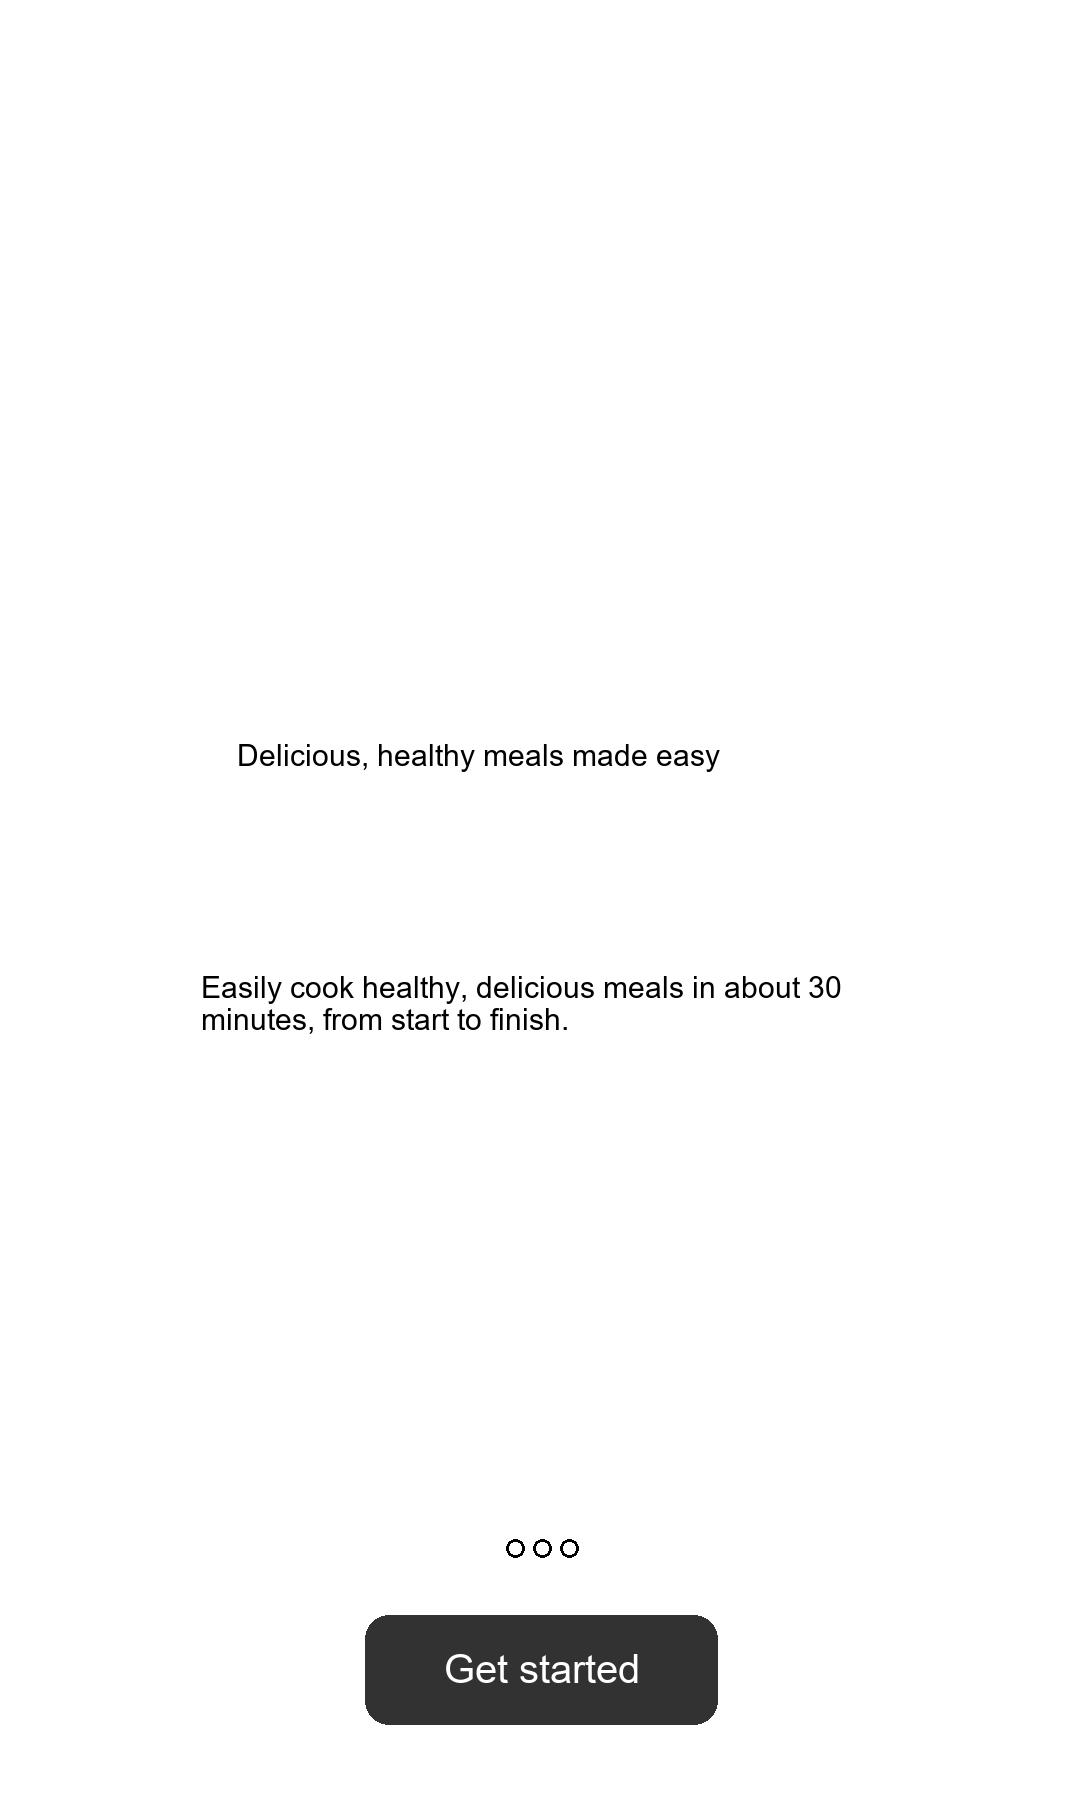 Delicious, healthy meals made easy
Easily cook healthy, delicious meals in about 30
minutes, from start to finish.
Get started